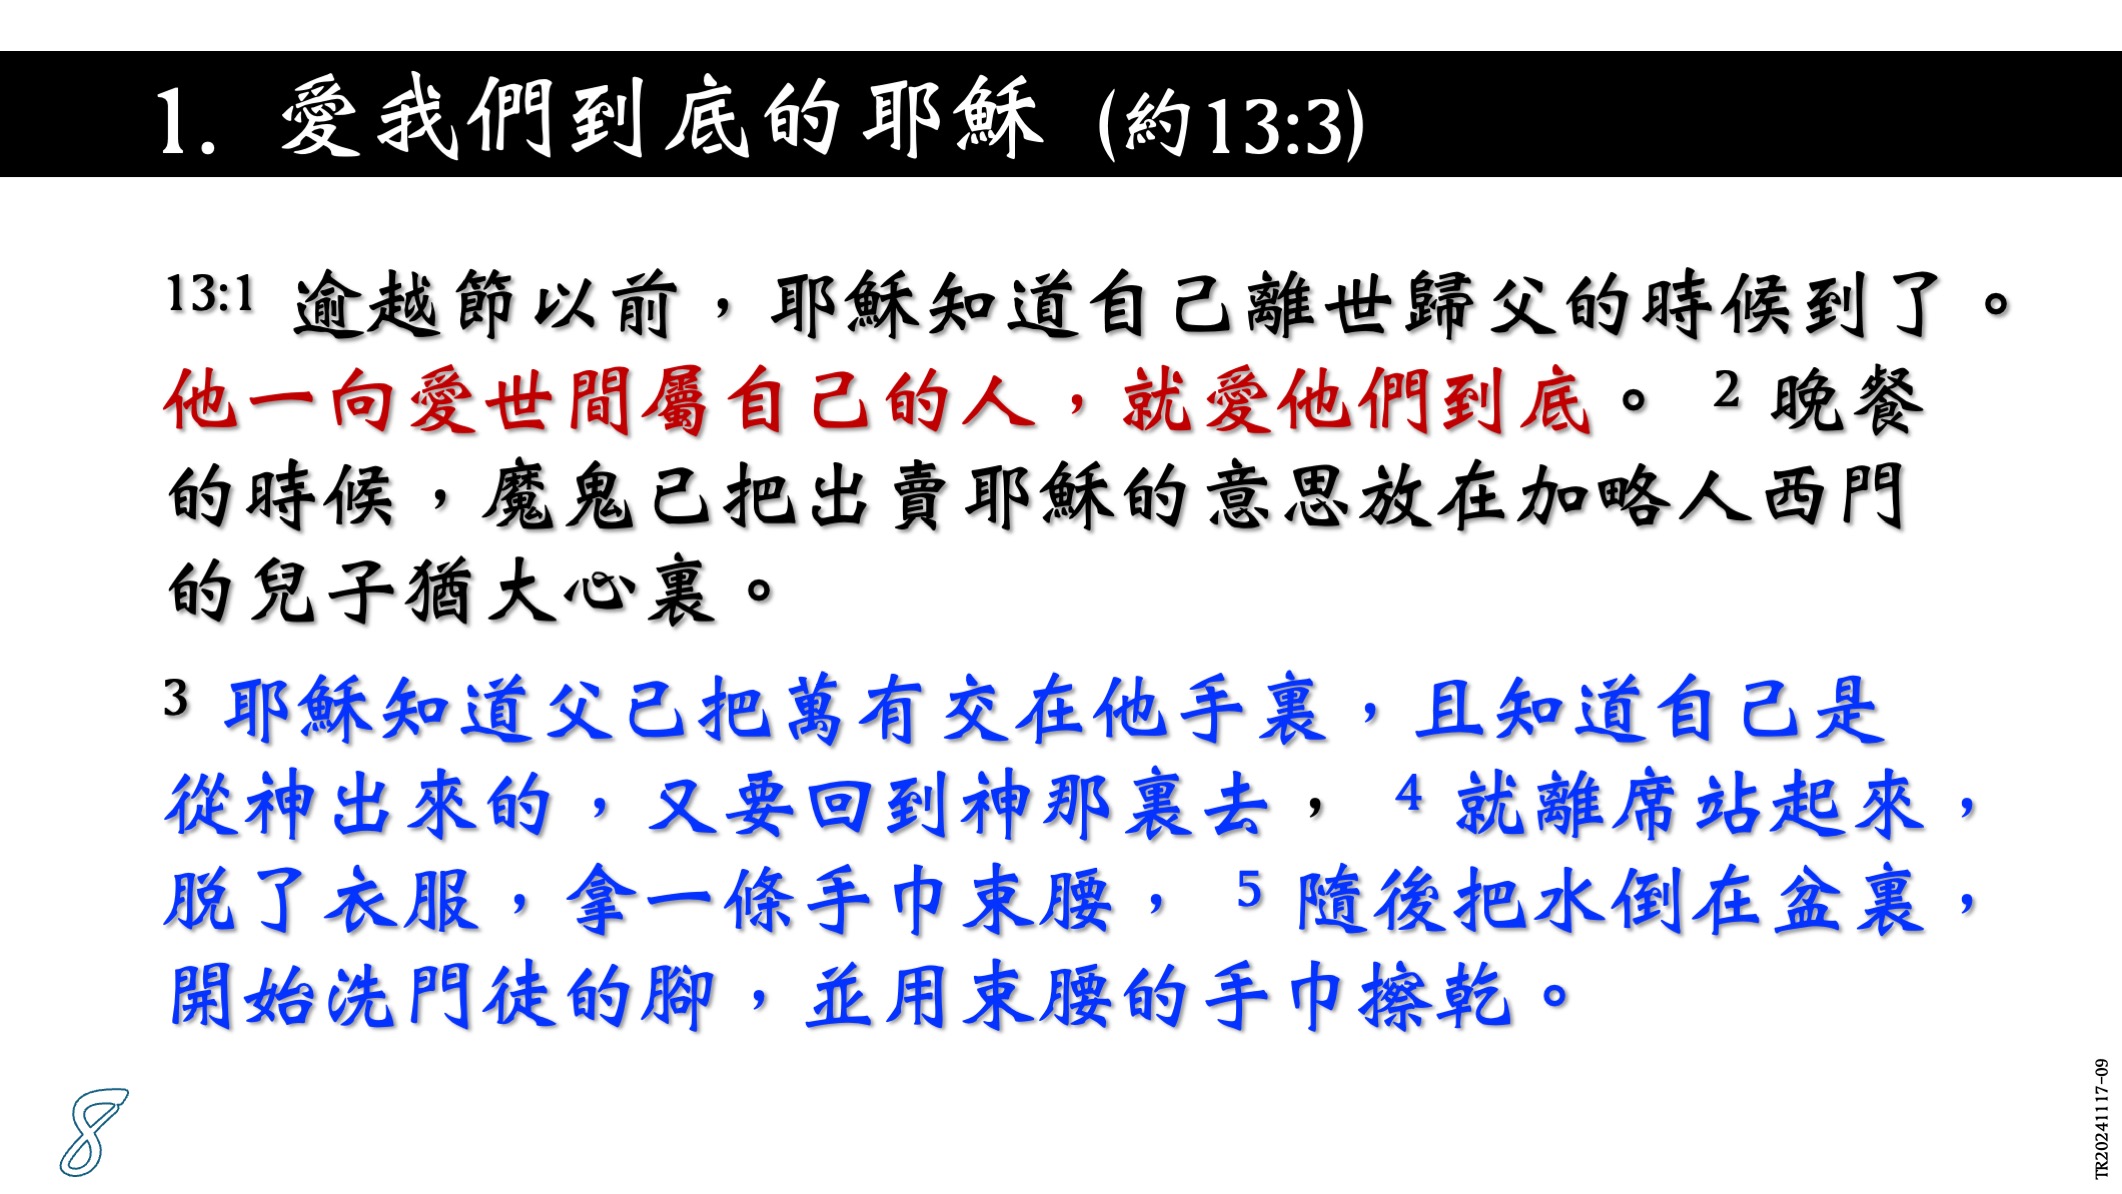 1. 愛我們到底的耶穌 (約13:3)
13:1 逾越節以前，耶穌知道自己離世歸父的時候到了。
他一向愛世間屬自己的人，就愛他們到底。 2 晚餐
的時候，魔鬼已把出賣耶穌的意思放在加略人西門
的兒子猶大心裏。
3 耶穌知道父已把萬有交在他手裏，且知道自己是
從神出來的，又要回到神那裏去， 4 就離席站起來，
脫了衣服，拿一條手巾束腰， 5 隨後把水倒在盆裏，
開始洗門徒的腳，並用束腰的手巾擦乾。
8
TR20241117-09